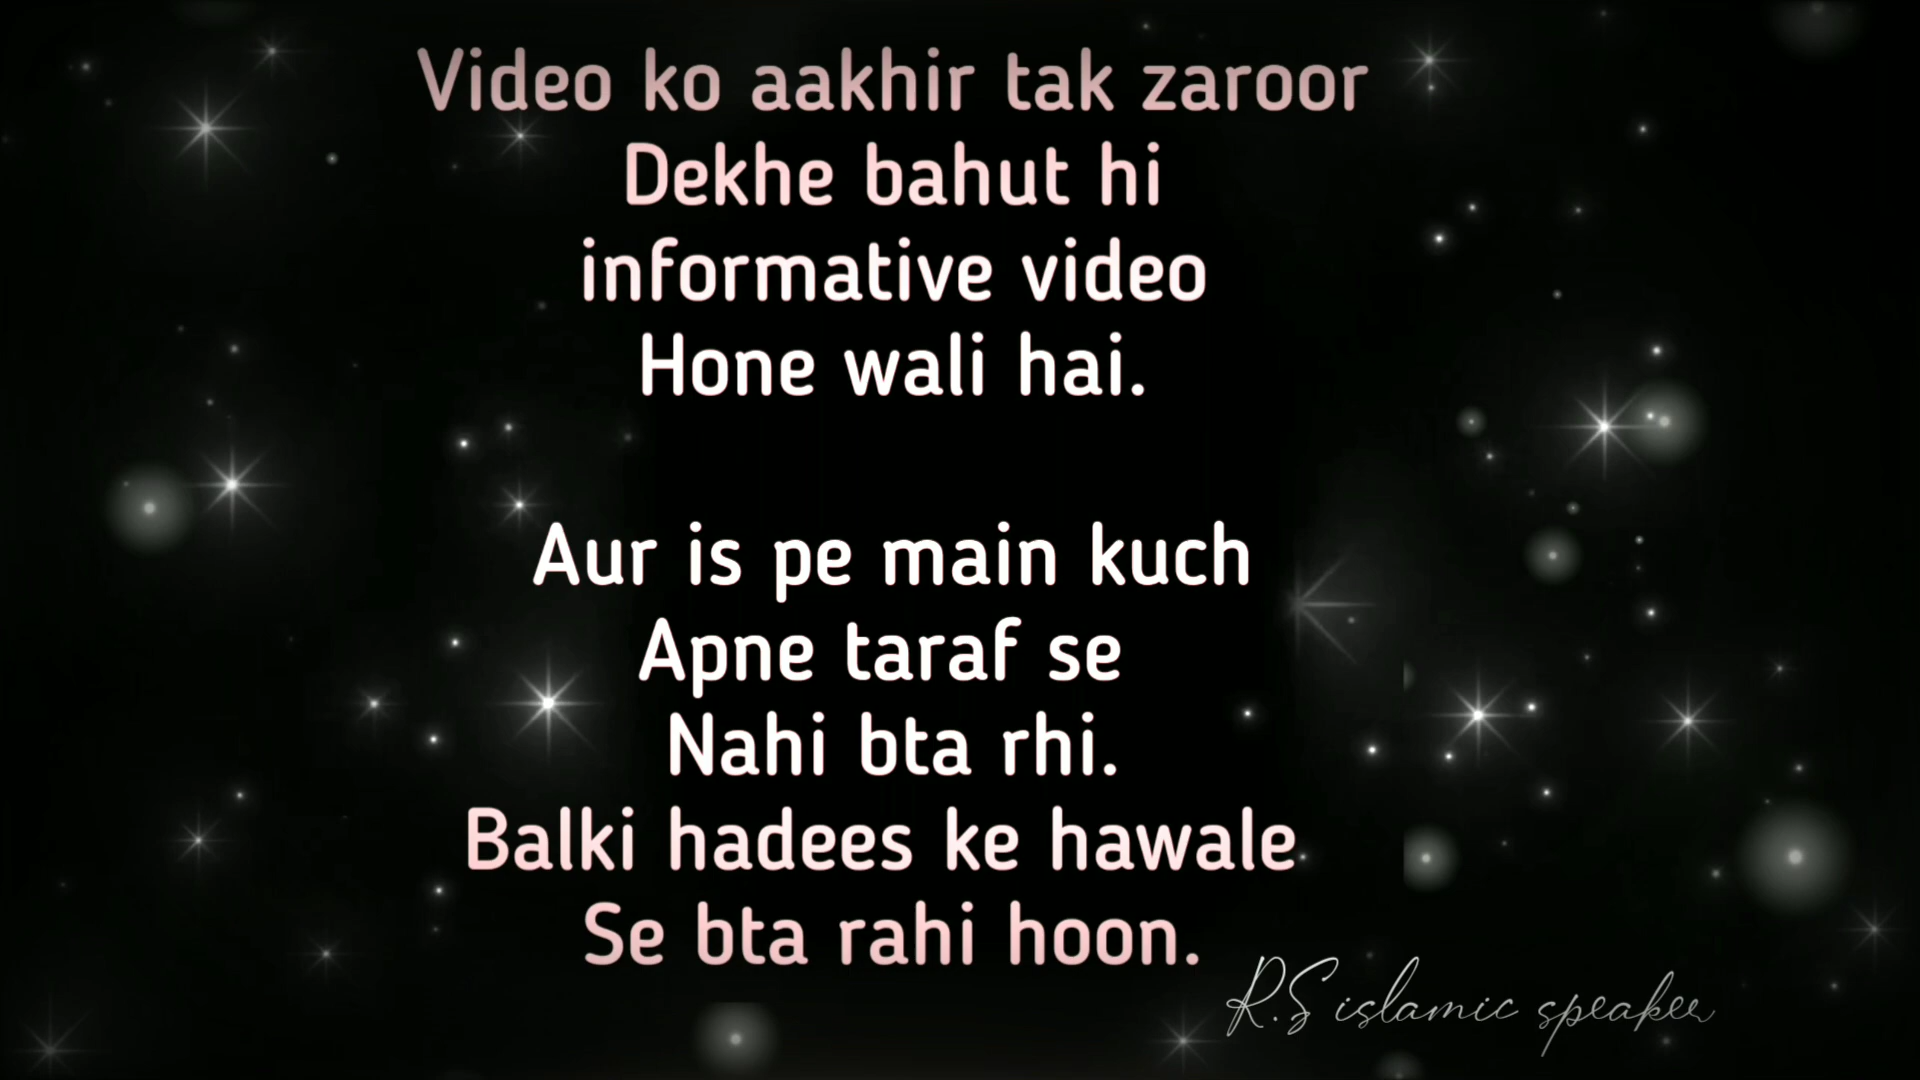 Video ko aakhir tak zaroor
Dekhe bahut hi
informative video
Hone wali hai.
Aur is pe main kuch
Apne taraf se
Nahi bta rhi.
Balki hadees ke hawale
Se bta rahi hoon.
R.S islamic speaker